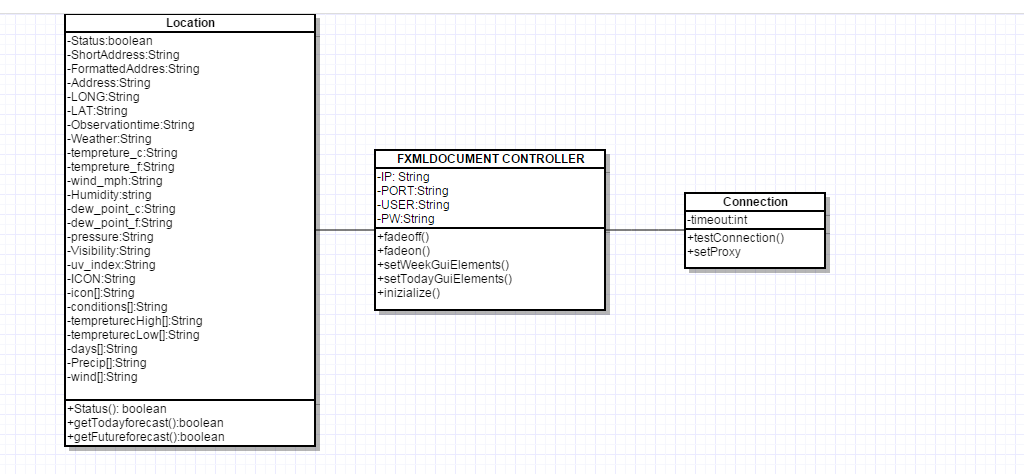 Location
-Status:boolean
-ShortAddress:String
-FormattedAddres:String
-Address:String
-LONG:String
-LAT:String
-Observationtime:String
-Weather:String
-tempreture_c:String
-tempreture_f:String
-wind_mph:String
-Humidity:string
-dew_point_c:String
-dew_point_f:String
-pressure:String
-Visibility:String
-uv_index:String
-ICON:String
-icon[]:String
-conditions[]:String
-tempreturecHigh[]:String
-tempreturecLow[]:String
-days[]:String
-Precip[]:String
-wind[]:String
+Status(): boolean
+getTodayforecast():boolean
+getFutureforecast():boolean
FXMLDOCUMENT CONTROLLER
-IP: String
-PORT:String
-USER:String
-PW:String
+fadeoff()
+fadeon()
+setWeekGuiElements()
+setTodayGuiElements()
+inizialize()
Connection
-timeout:int
+testConnection()
+setProxy